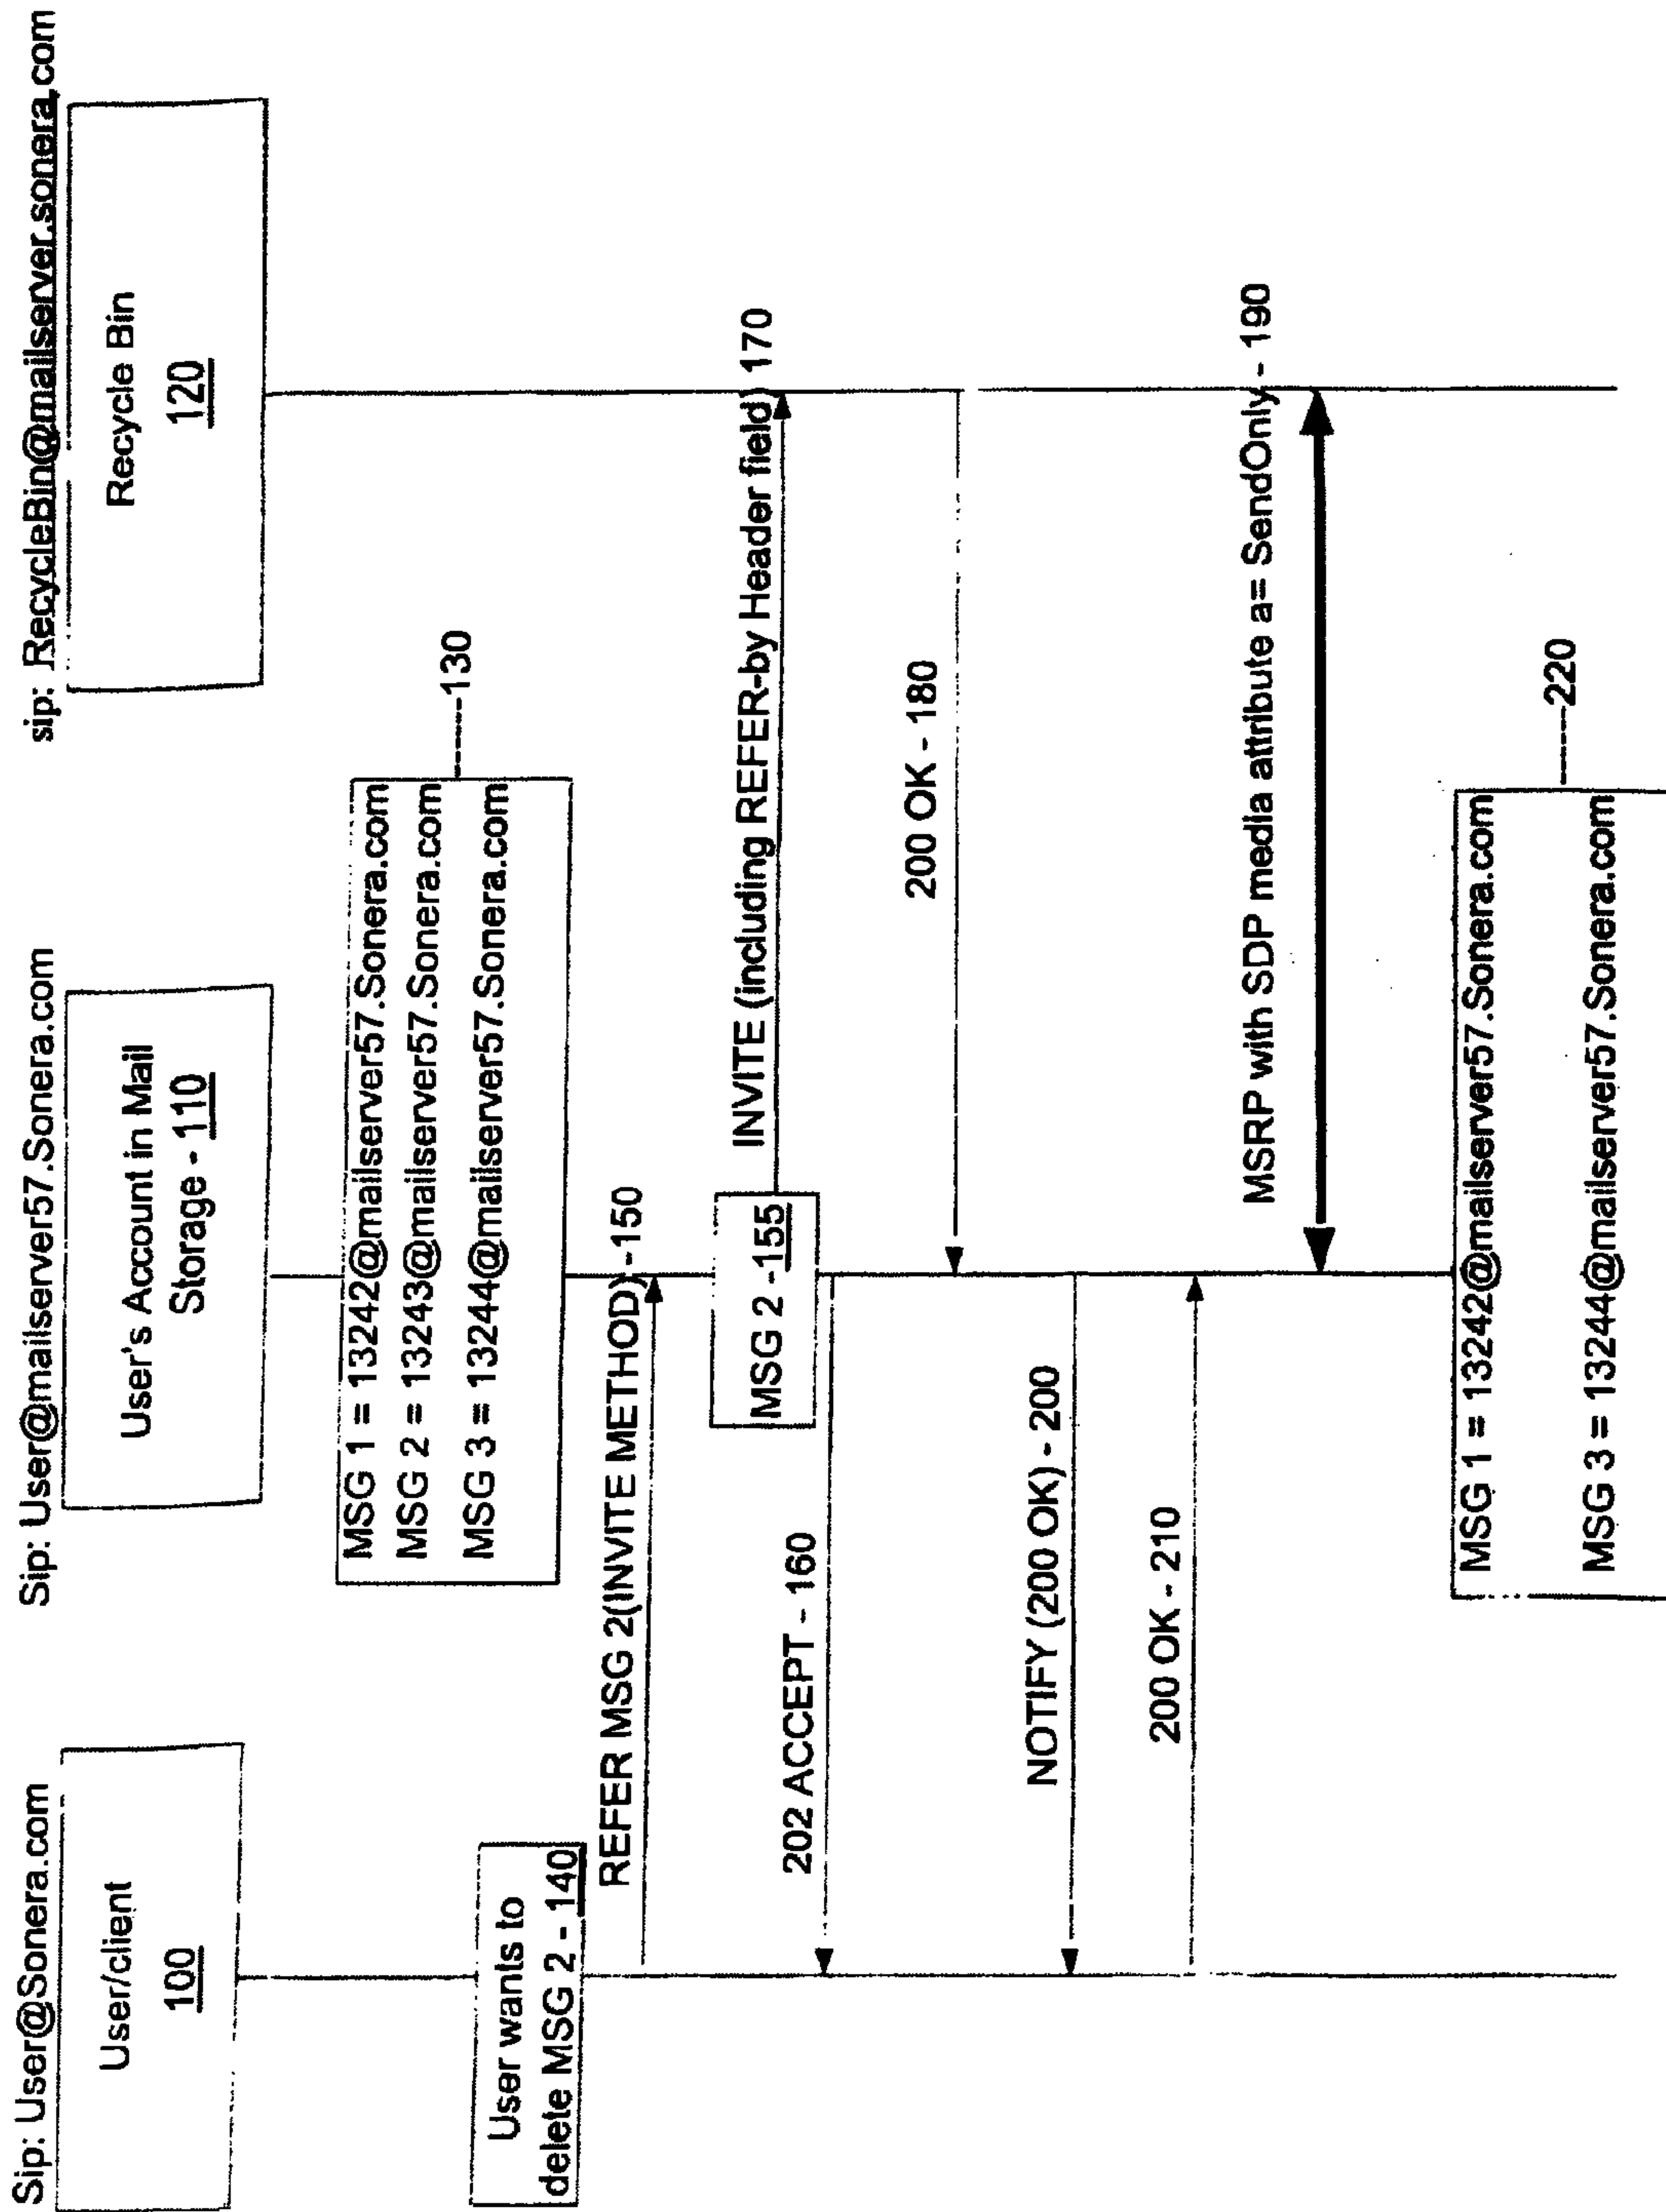 Sip: User@Sonera.com
Sip: User@mailserver57.Sonera.com
sip: RecycleBin@mailserver.sonera.com
User/client
100
User's Account in Mail
Storage - 110
Recycle Bin
120
MSG 1 = 13242@mailserver57.Sonera.com
MSG 2 = 13243@mailserver57.Sonera.com
MSG 3 = 13244@mailserver57.Sonera.com
130
User wants to
delete MSG 2 - 140
REFER MSG 2(INVITE METHOD) -150
MSG 2 -155
INVITE (including REFER-by Header field) 170
202 ACCEPT - 160
200 OK - 180
NOTIFY (200 OK) - 200
200 OK - 210
MSRP with SDP media attribute a= SendOnly - 190
MSG 1 = 13242@mailserver57.Sonera.com
MSG 3 = 13244@mailserver57.Sonera.com
220